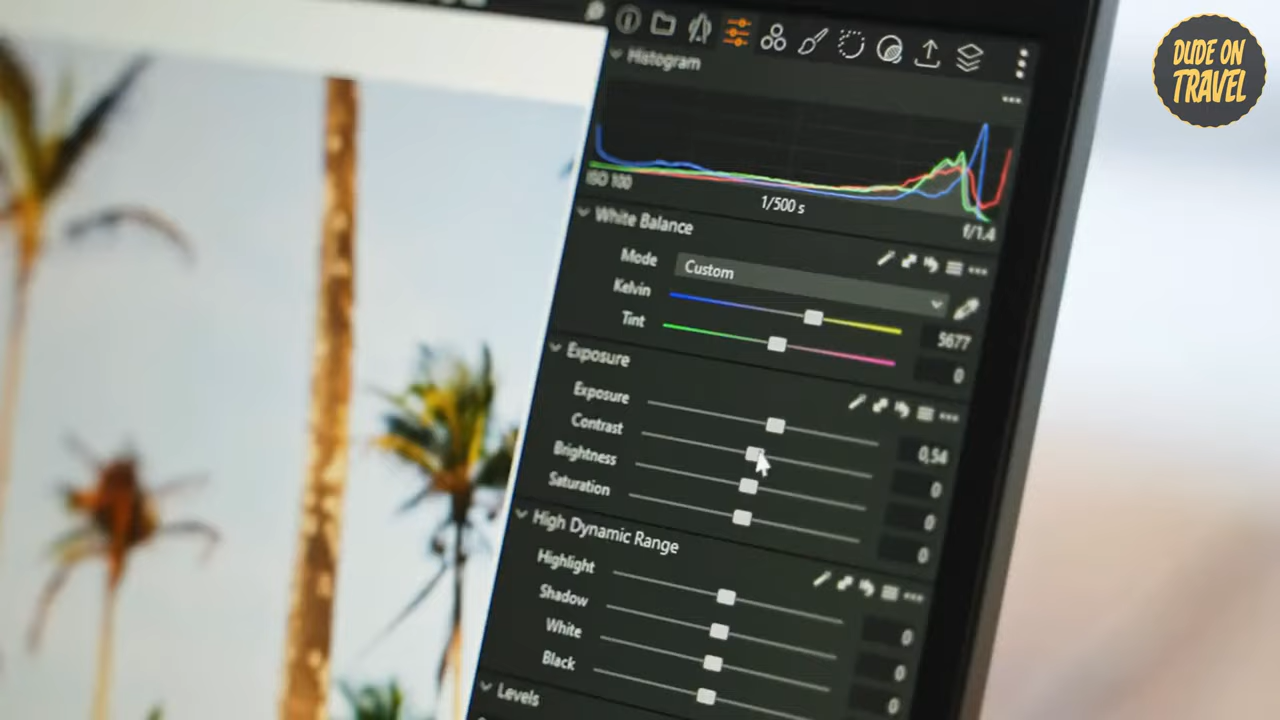 DUDE ON
TRAVEL
Histogram
ISO 100
1/500 s
f/1.4
White Balance
Mode
Custom
Kelvin
5677
Tint
0
Exposure
Exposure
0,54
Contrast
0
Brightness
0
Saturation
0
High Dynamic Range
Highlight
0
Shadow
0
White
0
Black
Levels